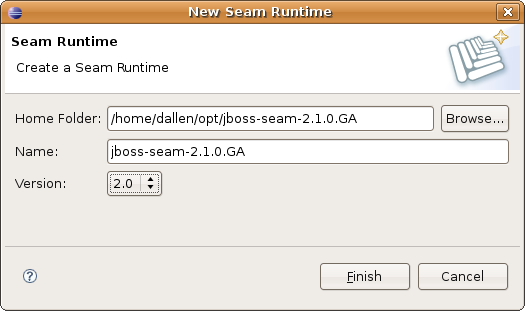 New Seam Runtime
Seam Runtime
Create a Seam Runtime
Home Folder: /home/dallen/opt/jboss-seam-2.1.0.GA Browse...
Name: jboss-seam-2.1.0.GA
Version: 2.0
? Finish Cancel